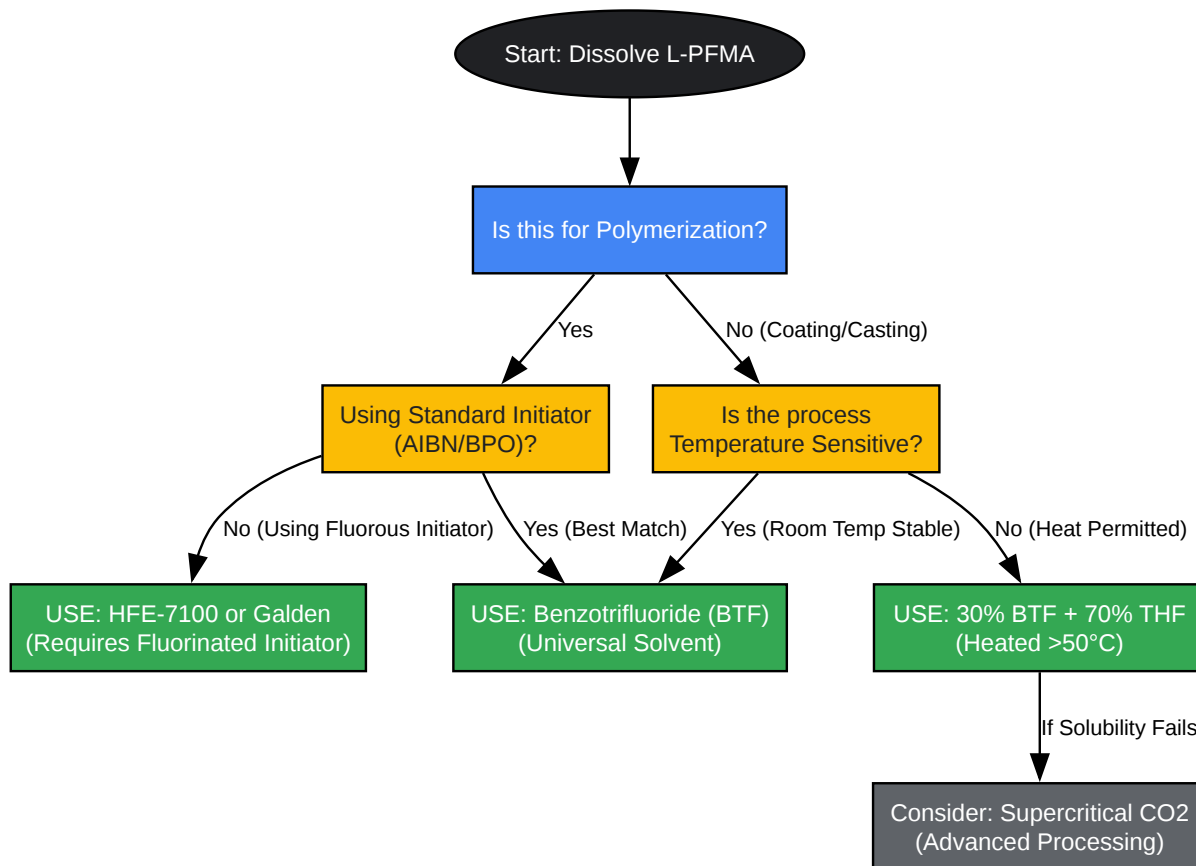 Start: Dissolve L-PFMA
Is this for Polymerization?
Yes
No (Coating/Casting)
Using Standard Initiator
(AIBN/BPO)?
Is the process
Temperature Sensitive?
No (Using Fluorous Initiator)
Yes (Best Match)
Yes (Room Temp Stable)
No (Heat Permitted)
USE: HFE-7100 or Galden
(Requires Fluorinated Initiator)
USE: Benzotrifluoride (BTF)
(Universal Solvent)
USE: 30% BTF + 70% THF
(Heated >50°C)
If Solubility Fails
Consider: Supercritical CO2
(Advanced Processing)